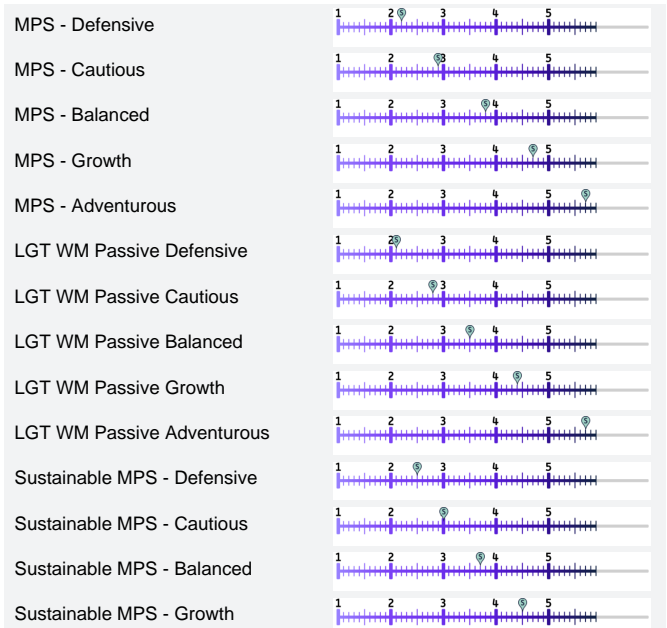 MPS - Defensive 1 2 S 3 4 5
MPS - Cautious 1 2 S 3 4 5
MPS - Balanced 1 2 3 S 4 5
MPS - Growth 1 2 3 4 S 5
MPS - Adventurous 1 2 3 4 5 S
LGT WM Passive Defensive 1 2 S 3 4 5
LGT WM Passive Cautious 1 2 S 3 4 5
LGT WM Passive Balanced 1 2 3 S 4 5
LGT WM Passive Growth 1 2 3 4 S 5
LGT WM Passive Adventurous 1 2 3 4 5 S
Sustainable MPS - Defensive 1 2 S 3 4 5
Sustainable MPS - Cautious 1 2 S 4 5
Sustainable MPS - Balanced 1 2 3 S 4 5
Sustainable MPS - Growth 1 2 3 4 S 5